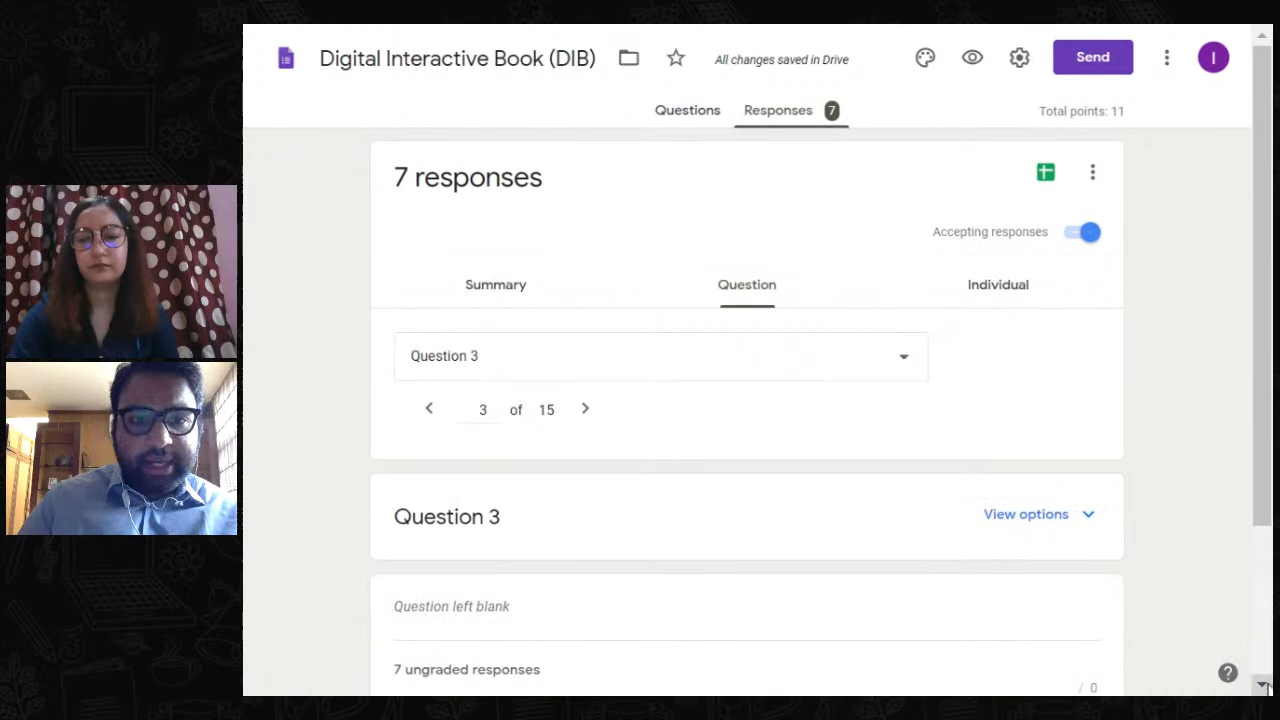 Digital Interactive Book (DIB)
All changes saved in Drive
Send
I
Questions
Responses 7
Total points: 11
7 responses
Accepting responses
Summary
Question
Individual
Question 3
3 of 15
Question 3
View options
Question left blank
7 ungraded responses
/ 0